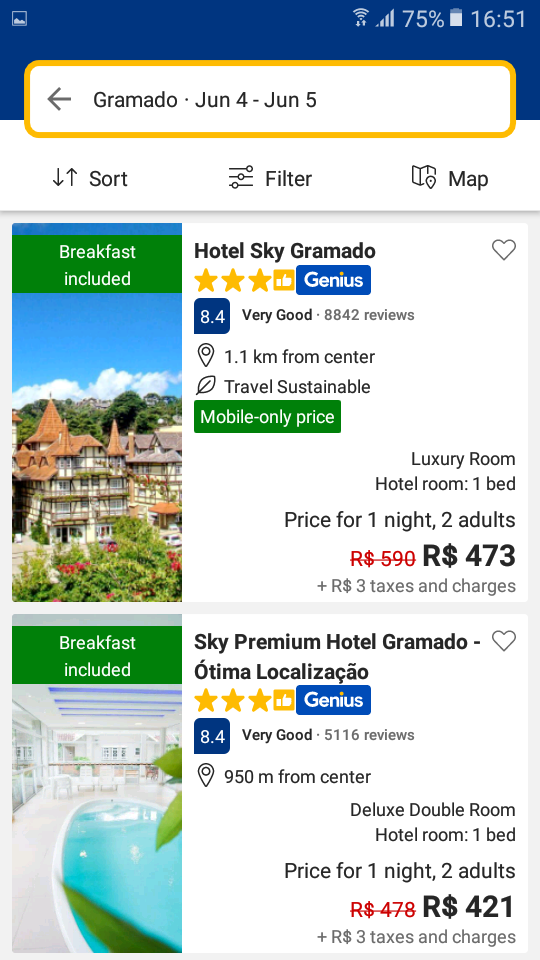 75% 16:51
Gramado · Jun 4 - Jun 5
Sort Filter Map
Breakfast
included
Hotel Sky Gramado
Genius
8.4 Very Good · 8842 reviews
1.1 km from center
Travel Sustainable
Mobile-only price
Luxury Room
Hotel room: 1 bed
Price for 1 night, 2 adults
R$ 590 R$ 473
+ R$ 3 taxes and charges
Breakfast
included
Sky Premium Hotel Gramado -
Ótima Localização
Genius
8.4 Very Good · 5116 reviews
950 m from center
Deluxe Double Room
Hotel room: 1 bed
Price for 1 night, 2 adults
R$ 478 R$ 421
+ R$ 3 taxes and charges